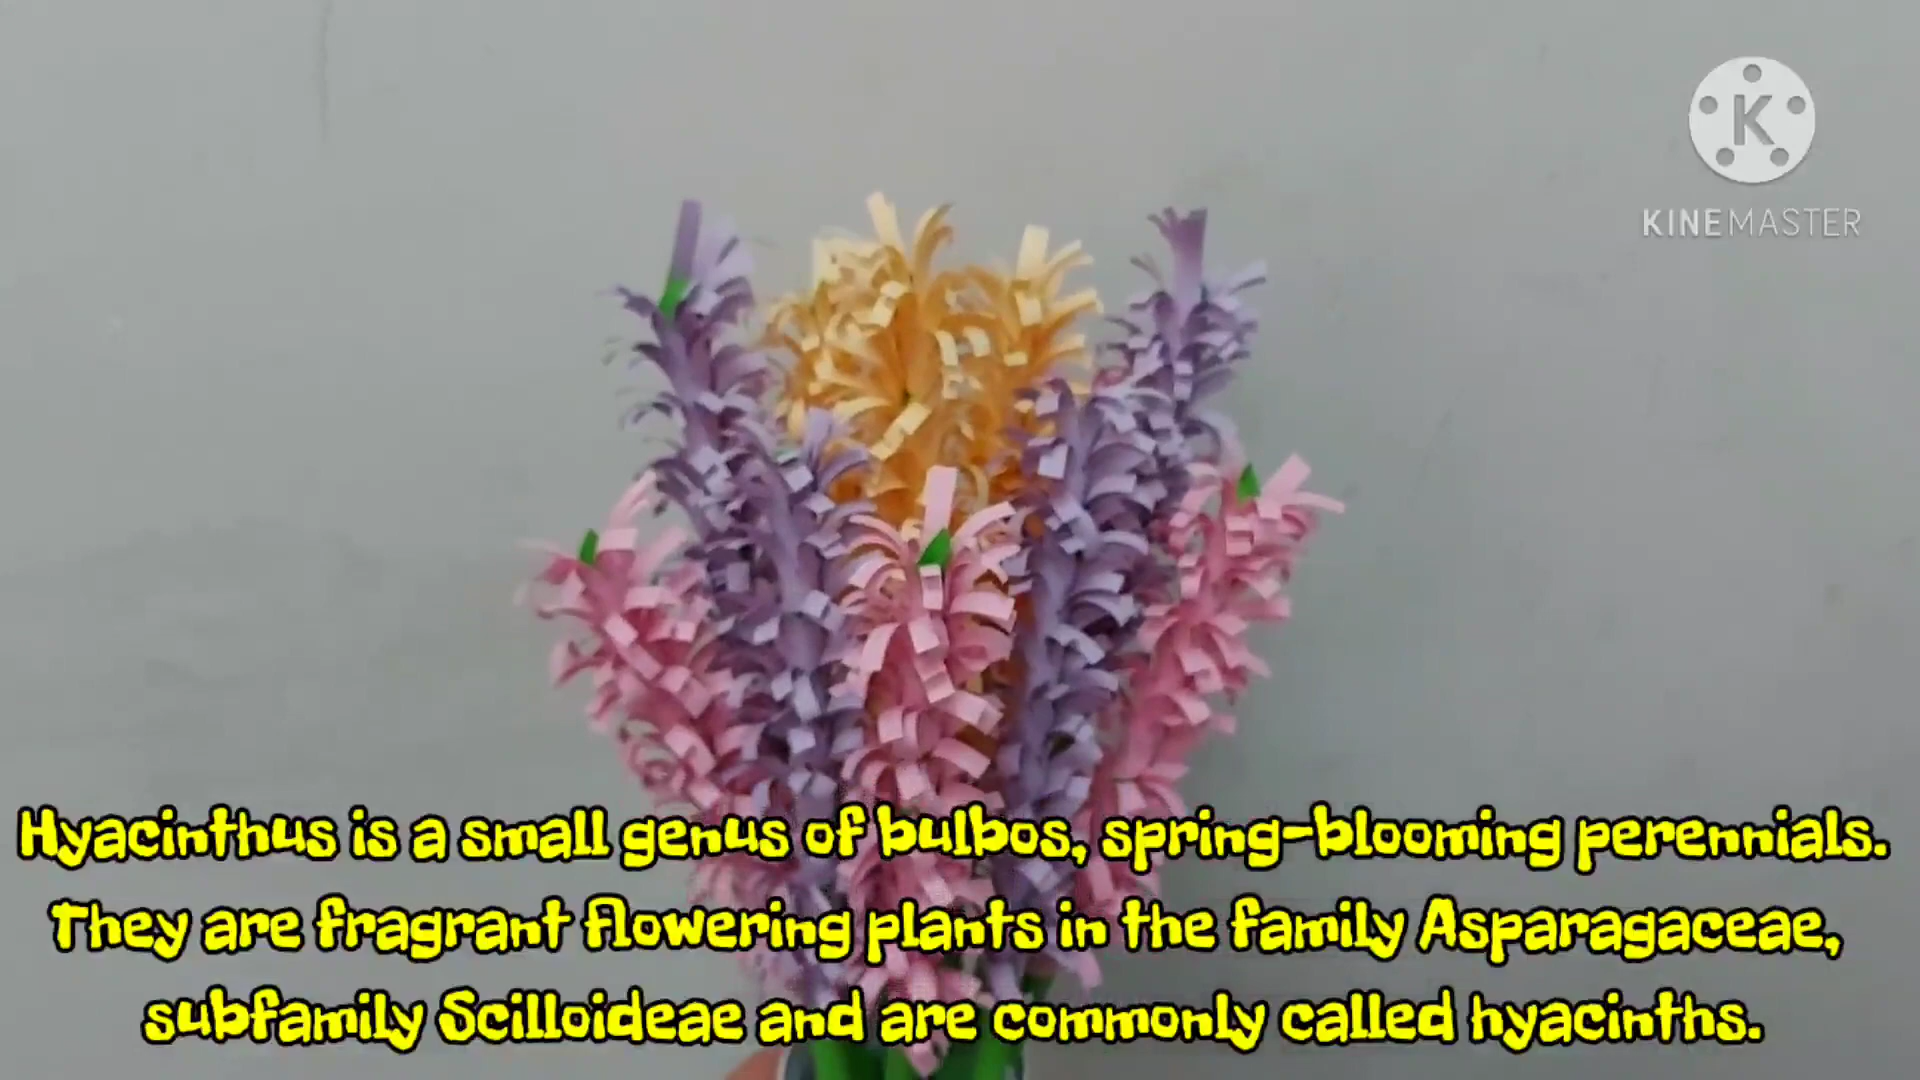 K
KINEMASTER
Hyacinthus is a small genus of bulbos, spring-blooming perennials.
They are fragrant flowering plants in the family Asparagaceae,
subfamily Scilloideae and are commonly called hyacinths.